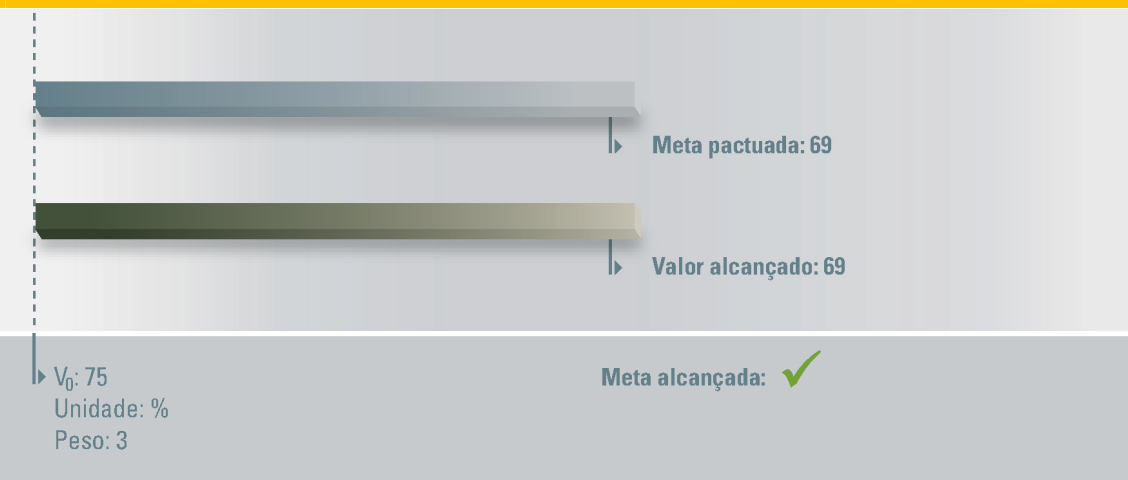 Meta pactuada: 69
Valor alcançado: 69
V₀: 75
Meta alcançada:
Unidade: %
Peso: 3